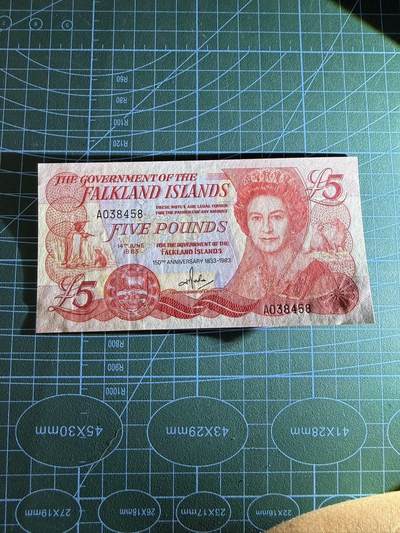 R60
R80
R100
R120
THE GOVERNMENT OF THE
FALKLAND ISLANDS
£5
A038458
THESE NOTES ARE LEGAL TENDER
FOR THE PAYMENT OF ANY AMOUNT
FIVE POUNDS
14TH JUNE
1983
FOR THE GOVERNMENT OF THE
FALKLAND ISLANDS
150TH ANNIVERSARY 1833-1983
£5
A038458
R800
R900
R1000
45X30mm
43X29mm
41X28mm
27X19mm
26X18mm
25X17mm
22X16mm